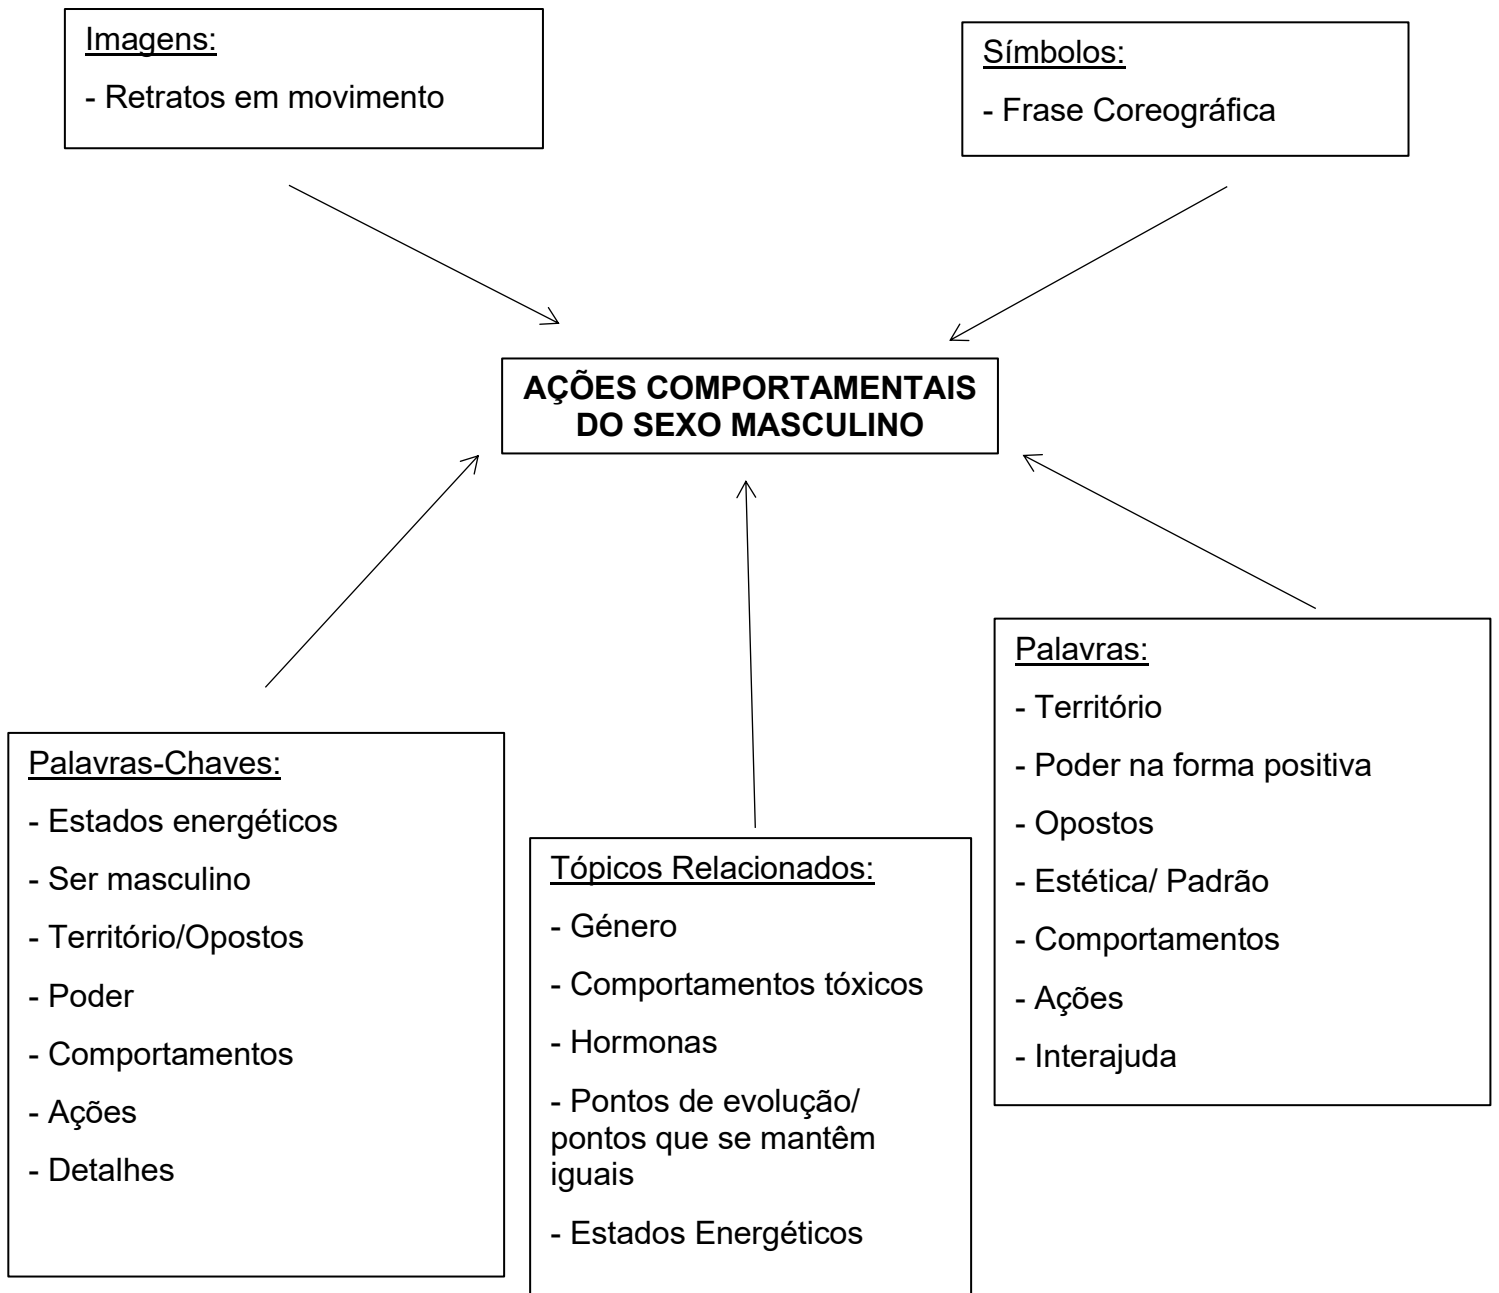 Imagens:
- Retratos em movimento
Símbolos:
- Frase Coreográfica
AÇÕES COMPORTAMENTAIS
DO SEXO MASCULINO
Palavras-Chaves:
- Estados energéticos
- Ser masculino
- Território/Opostos
- Poder
- Comportamentos
- Ações
- Detalhes
Tópicos Relacionados:
- Género
- Comportamentos tóxicos
- Hormonas
- Pontos de evolução/
pontos que se mantêm
iguais
- Estados Energéticos
Palavras:
- Território
- Poder na forma positiva
- Opostos
- Estética/ Padrão
- Comportamentos
- Ações
- Interajuda